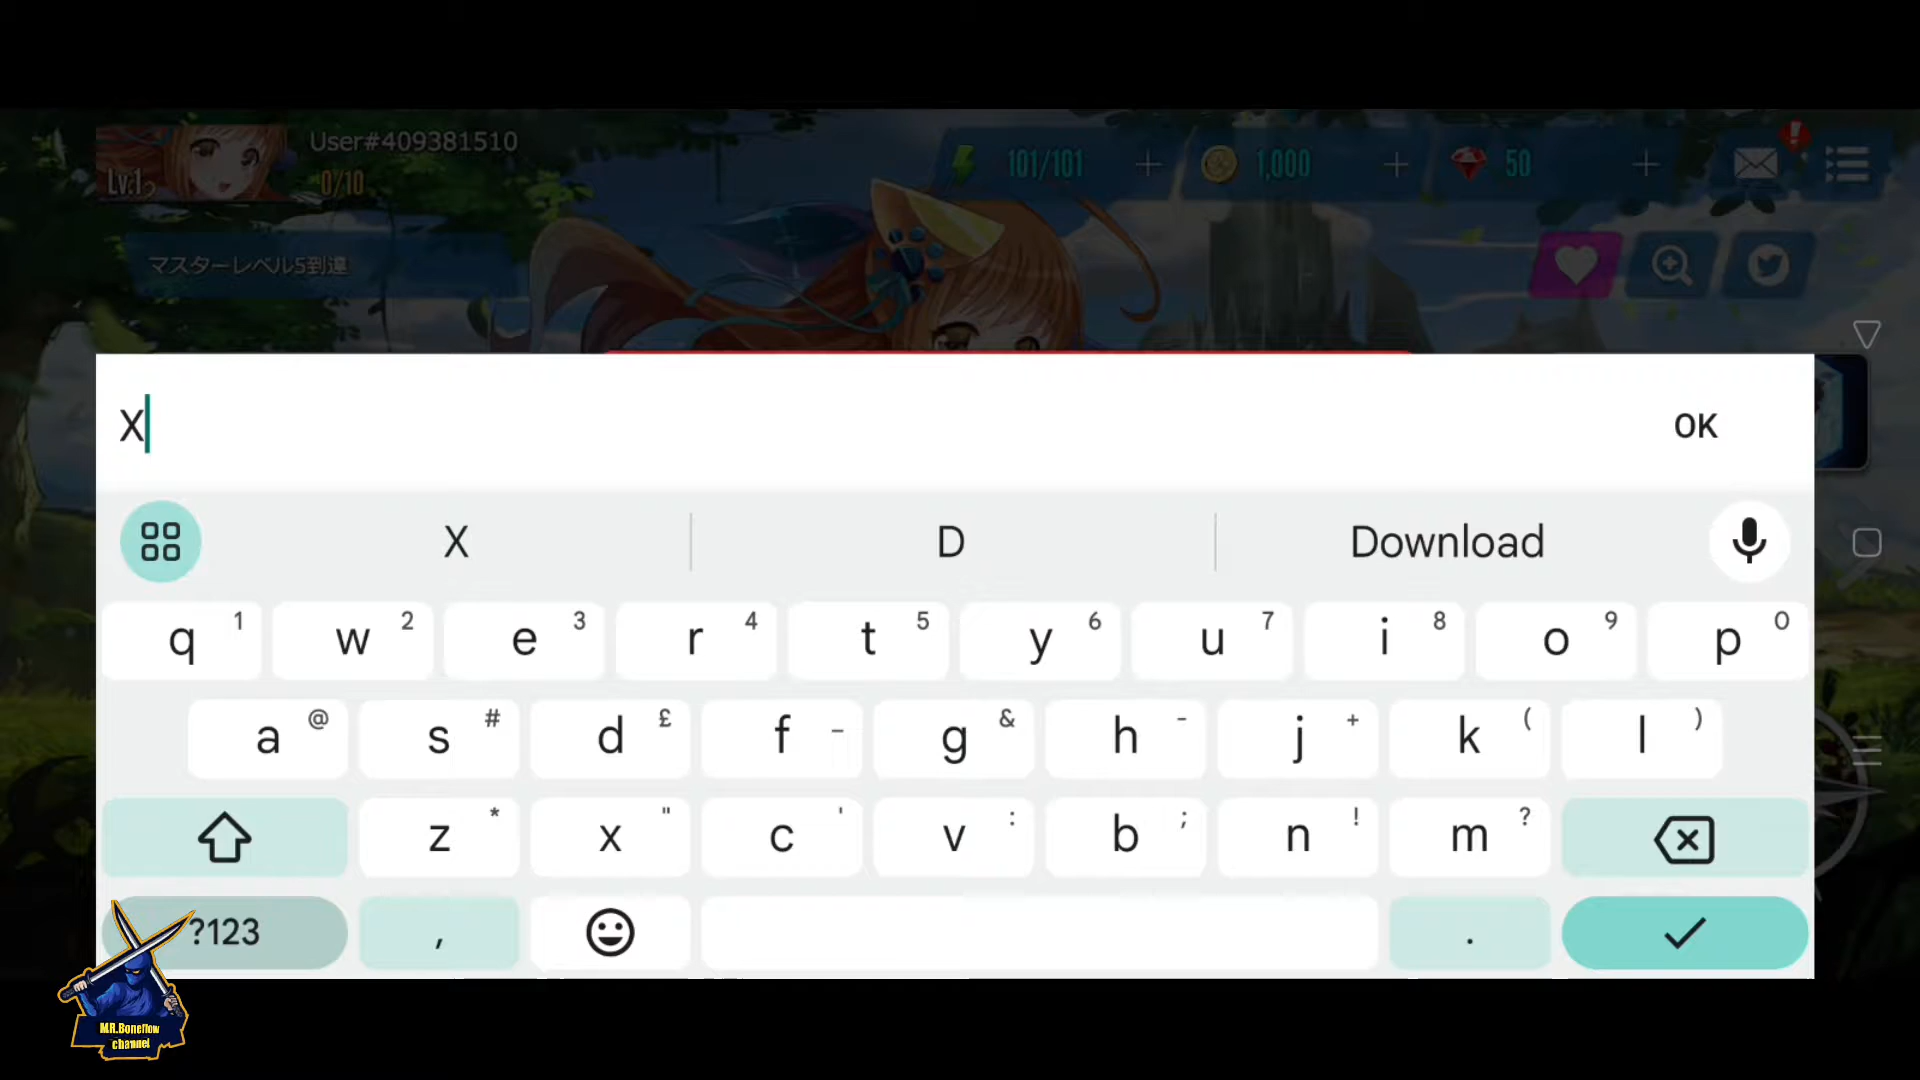 User#409381510
Lv.1
0/10
101/101
1,000
50
マスターレベル5到達
X
OK
X
D
Download
q 1 w 2 e 3 r 4 t 5 y 6 u 7 i 8 o 9 p 0
a @ s # d £ f _ g & h - j + k ( l )
z * x " c ' v : b ; n ! m ?
?123 , .
MR.Boneflow
channel